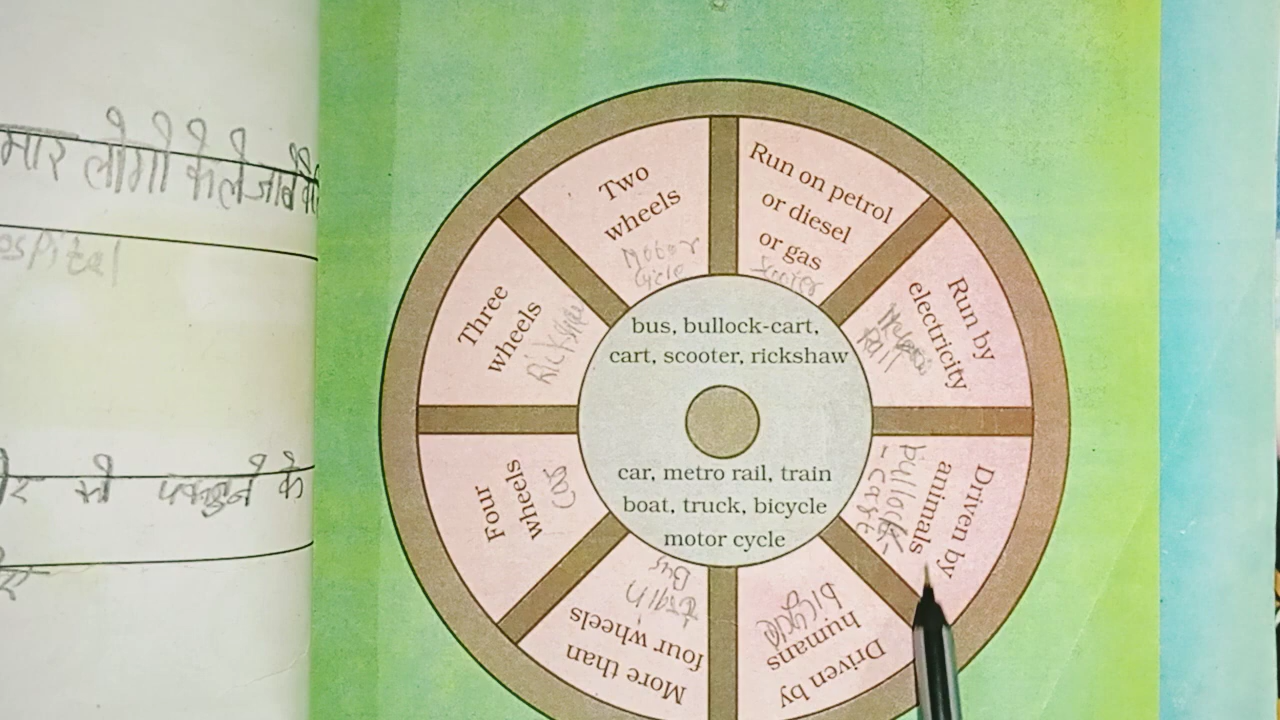 लोगो
ospital
के
Two
wheels
Motor
Cycle
Run on petrol
or diesel
or gas
Scooter
Run by
electricity
Rail
Driven by
animals
bullock-
- cart
Driven by
humans
bicycle
More than
four wheels
train
Bus
Four
wheels
Car
Three
wheels
Rickshaw
bus, bullock-cart,
cart, scooter, rickshaw
car, metro rail, train
boat, truck, bicycle
motor cycle